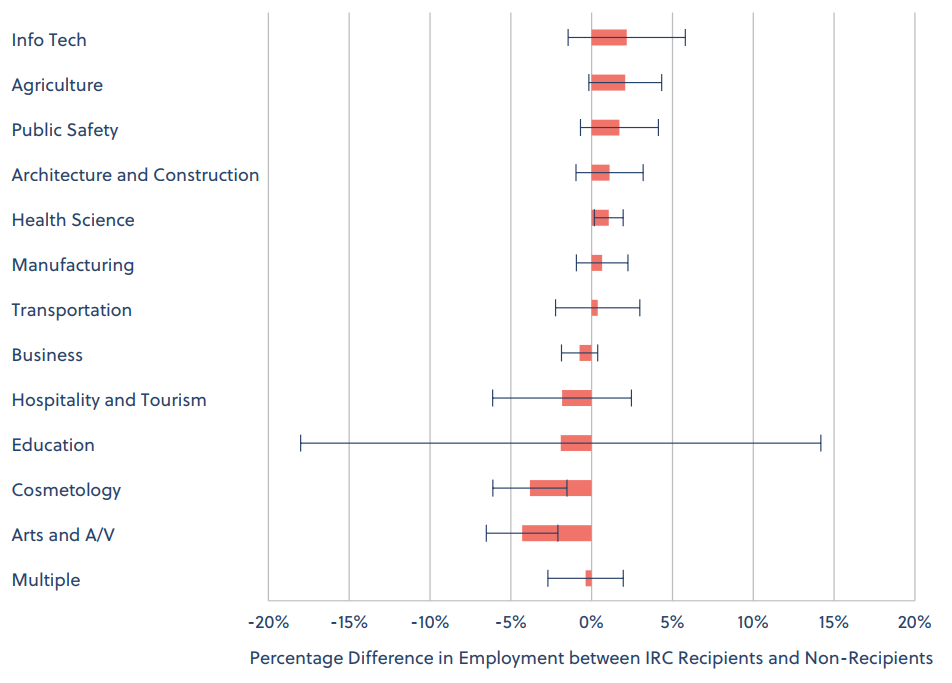 Info Tech
Agriculture
Public Safety
Architecture and Construction
Health Science
Manufacturing
Transportation
Business
Hospitality and Tourism
Education
Cosmetology
Arts and A/V
Multiple
-20% -15% -10% -5% 0% 5% 10% 15% 20%
Percentage Difference in Employment between IRC Recipients and Non-Recipients